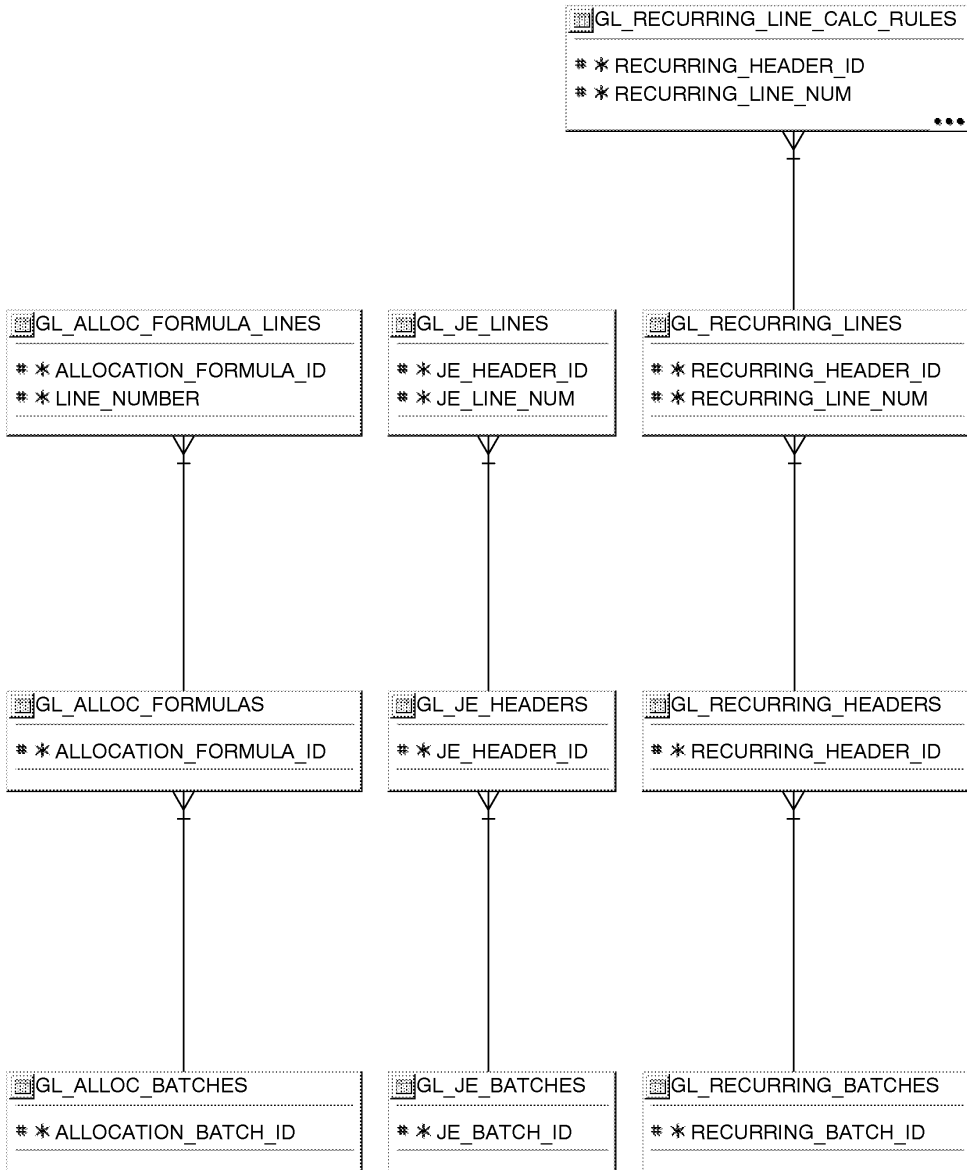 GL_RECURRING_LINE_CALC_RULES
# * RECURRING_HEADER_ID
# * RECURRING_LINE_NUM
...
GL_ALLOC_FORMULA_LINES
# * ALLOCATION_FORMULA_ID
# * LINE_NUMBER
GL_JE_LINES
# * JE_HEADER_ID
# * JE_LINE_NUM
GL_RECURRING_LINES
# * RECURRING_HEADER_ID
# * RECURRING_LINE_NUM
GL_ALLOC_FORMULAS
# * ALLOCATION_FORMULA_ID
GL_JE_HEADERS
# * JE_HEADER_ID
GL_RECURRING_HEADERS
# * RECURRING_HEADER_ID
GL_ALLOC_BATCHES
# * ALLOCATION_BATCH_ID
GL_JE_BATCHES
# * JE_BATCH_ID
GL_RECURRING_BATCHES
# * RECURRING_BATCH_ID